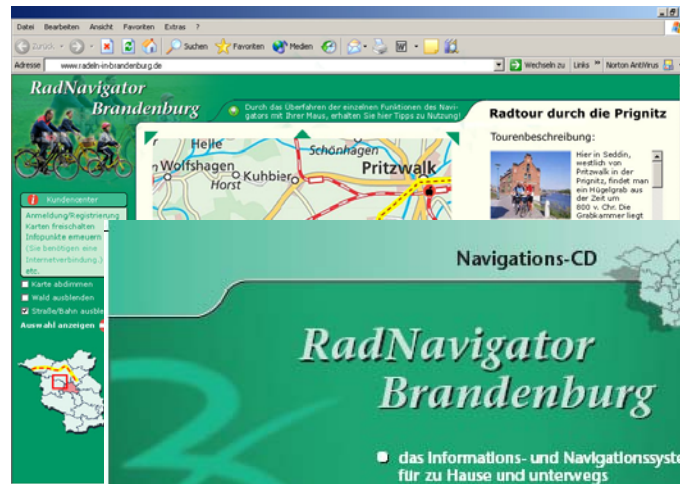 Datei Bearbeiten Ansicht Favoriten Extras ?
Zurück Suchen Favoriten Medien
Adresse www.radeln-in-brandenburg.de Wechseln zu Links Norton AntiVirus
RadNavigator
Brandenburg
Durch das Überfahren der einzelnen Funktionen des Navi-
gators mit Ihrer Maus, erhalten Sie hier Tipps zu Nutzung!
Radtour durch die Prignitz
Tourenbeschreibung:
Hier in Seddin,
westlich von
Pritzwalk in der
Prignitz, findet man
ein Hügelgrab aus
der Zeit um
800 v. Chr. Die
Grabkammer liegt
Helle
Schönhagen
Wolfshagen
Kuhbier
Pritzwalk
Horst
Kundencenter
Anmeldung/Registrierung
Karten freischalten
Infopunkte erneuern
(Sie benötigen eine
Internetverbindung.)
etc.
Karte abdimmen
Wald ausblenden
Straße/Bahn ausble
Auswahl anzeigen
Navigations-CD
RadNavigator
Brandenburg
das Informations- und Navigationssyste
für zu Hause und unterwegs